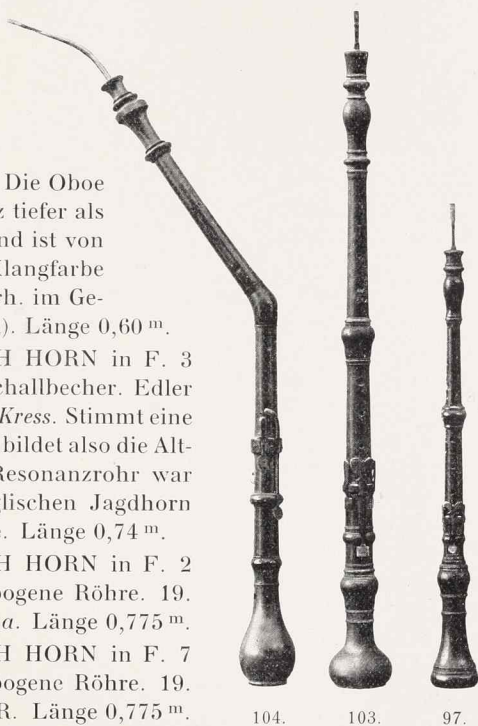 Die Oboe
z tiefer als
nd ist von
Klangfarbe
rh. im Ge-
). Länge 0,60 m.
H HORN in F. 3
challbecher. Edler
Kress. Stimmt eine
bildet also die Alt-
Resonanzrohr war
glischen Jagdhorn
. Länge 0,74 m.
H HORN in F. 2
bogene Röhre. 19.
a. Länge 0,775 m.
H HORN in F. 7
bogene Röhre. 19.
R. Länge 0,775 m.
104. 103. 97.